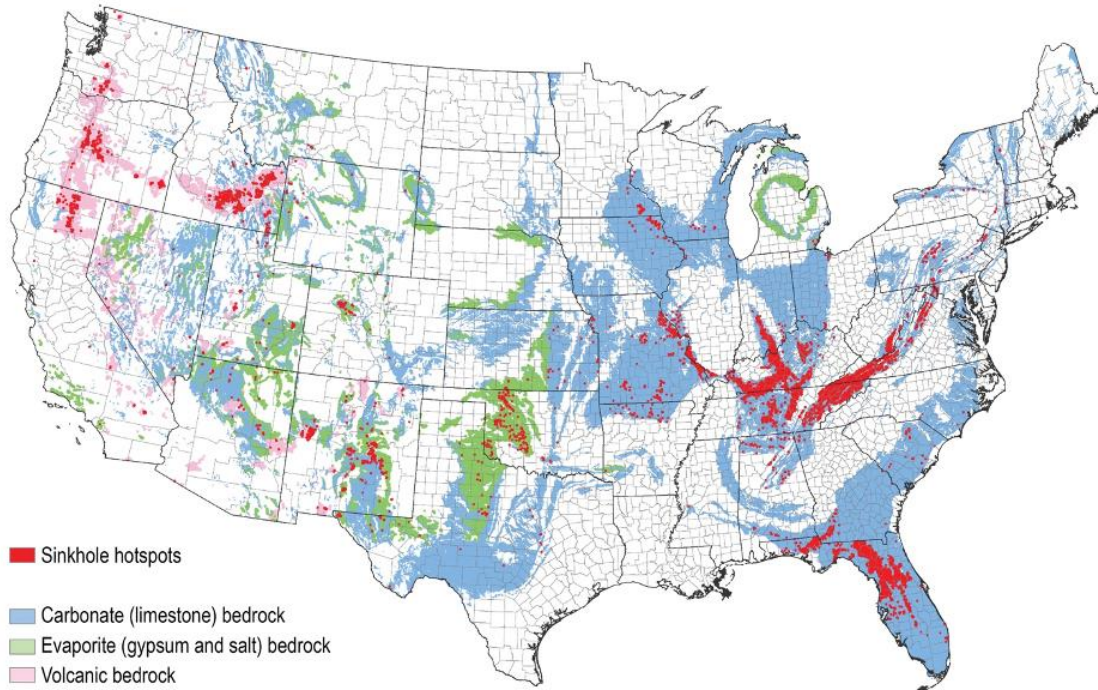 Sinkhole hotspots
Carbonate (limestone) bedrock
Evaporite (gypsum and salt) bedrock
Volcanic bedrock